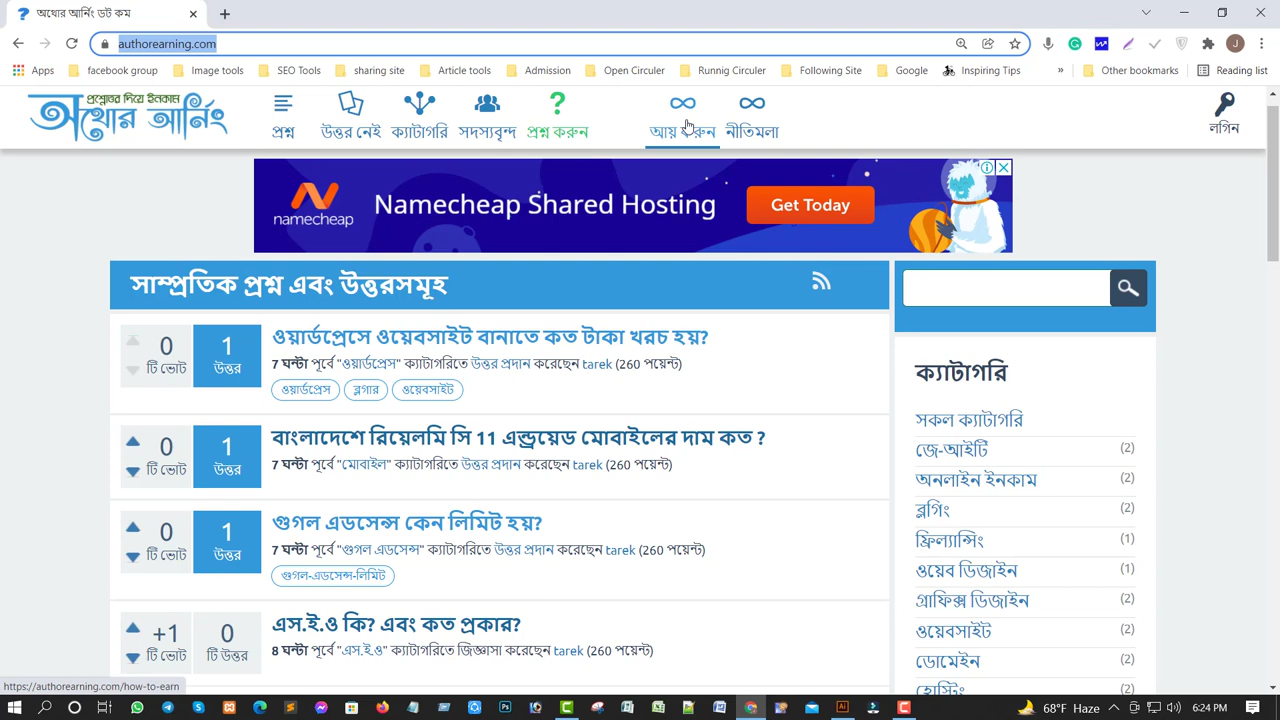 অথোর আর্নিং ডট কম
authorearning.com
Apps facebook group Image tools SEO Tools sharing site Article tools Admission Open Circuler Runnig Circuler Following Site Google Inspiring Tips » Other bookmarks Reading list
প্রশ্নোত্তর দিয়ে ইনকাম
অথোর আর্নিং
প্রশ্ন উত্তর নেই ক্যাটাগরি সদস্যবৃন্দ প্রশ্ন করুন আয় করুন নীতিমলা লগিন
namecheap Namecheap Shared Hosting Get Today
সাম্প্রতিক প্রশ্ন এবং উত্তরসমূহ
0 টি ভোট
1 উত্তর
ওয়ার্ডপ্রেসে ওয়েবসাইট বানাতে কত টাকা খরচ হয়?
7 ঘন্টা পূর্বে "ওয়ার্ডপ্রেস" ক্যাটাগরিতে উত্তর প্রদান করেছেন tarek (260 পয়েন্ট)
ওয়ার্ডপ্রেস ব্লগার ওয়েবসাইট
0 টি ভোট
1 উত্তর
বাংলাদেশে রিয়েলমি সি 11 এন্ড্রয়েড মোবাইলের দাম কত ?
7 ঘন্টা পূর্বে "মোবাইল" ক্যাটাগরিতে উত্তর প্রদান করেছেন tarek (260 পয়েন্ট)
0 টি ভোট
1 উত্তর
গুগল এডসেন্স কেন লিমিট হয়?
7 ঘন্টা পূর্বে "গুগল এডসেন্স" ক্যাটাগরিতে উত্তর প্রদান করেছেন tarek (260 পয়েন্ট)
গুগল-এডসেন্স-লিমিট
+1 টি ভোট
0 টি উত্তর
এস.ই.ও কি? এবং কত প্রকার?
8 ঘন্টা পূর্বে "এস.ই.ও" ক্যাটাগরিতে জিজ্ঞাসা করেছেন tarek (260 পয়েন্ট)
ক্যাটাগরি
সকল ক্যাটাগরি
জে-আইটি (2)
অনলাইন ইনকাম (2)
ব্লগিং (2)
ফ্রিল্যান্সিং (1)
ওয়েব ডিজাইন (1)
গ্রাফিক্স ডিজাইন (2)
ওয়েবসাইট (2)
ডোমেইন (2)
হোস্টিং (2)
https://authorearning.com/how-to-earn
68°F Haze 6:24 PM